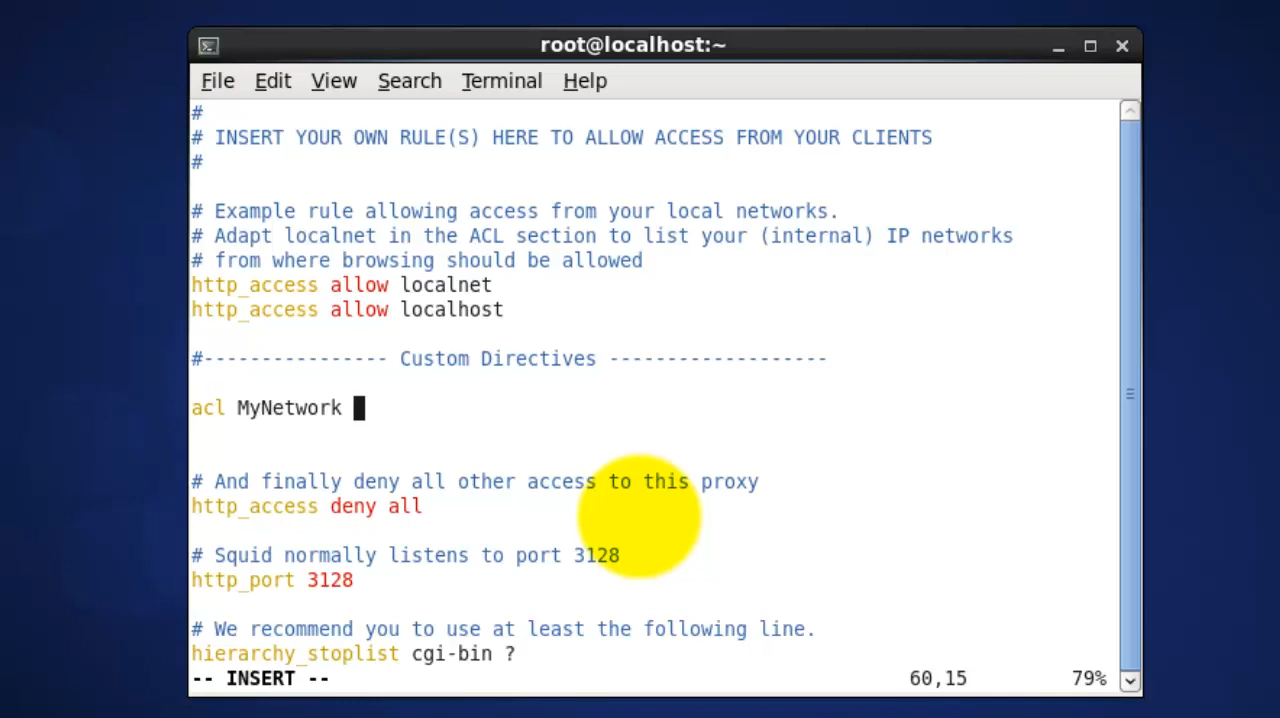 root@localhost:~
File Edit View Search Terminal Help
#
# INSERT YOUR OWN RULE(S) HERE TO ALLOW ACCESS FROM YOUR CLIENTS
#
# Example rule allowing access from your local networks.
# Adapt localnet in the ACL section to list your (internal) IP networks
# from where browsing should be allowed
http_access allow localnet
http_access allow localhost
#--------------- Custom Directives -------------------
acl MyNetwork
# And finally deny all other access to this proxy
http_access deny all
# Squid normally listens to port 3128
http_port 3128
# We recommend you to use at least the following line.
hierarchy_stoplist cgi-bin ?
-- INSERT -- 60,15 79%